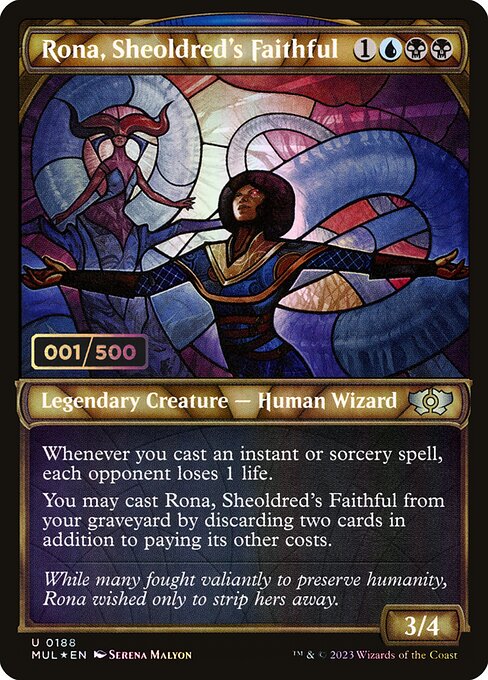 Rona, Sheoldred's Faithful 1
001/500
Legendary Creature — Human Wizard
Whenever you cast an instant or sorcery spell,
each opponent loses 1 life.
You may cast Rona, Sheoldred's Faithful from
your graveyard by discarding two cards in
addition to paying its other costs.
While many fought valiantly to preserve humanity,
Rona wished only to strip hers away.
3/4
U 0188
MUL★EN Serena Malyon ™ & © 2023 Wizards of the Coast